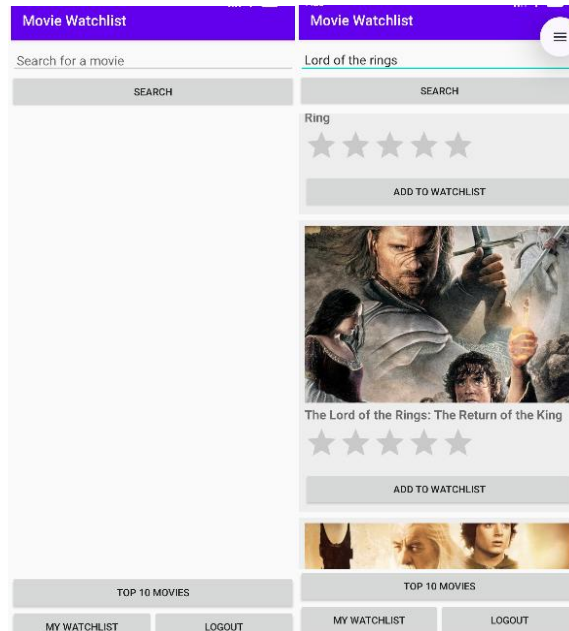 Movie Watchlist
Search for a movie
SEARCH
TOP 10 MOVIES
MY WATCHLIST LOGOUT
Movie Watchlist
Lord of the rings
SEARCH
Ring
ADD TO WATCHLIST
The Lord of the Rings: The Return of the King
ADD TO WATCHLIST
TOP 10 MOVIES
MY WATCHLIST LOGOUT